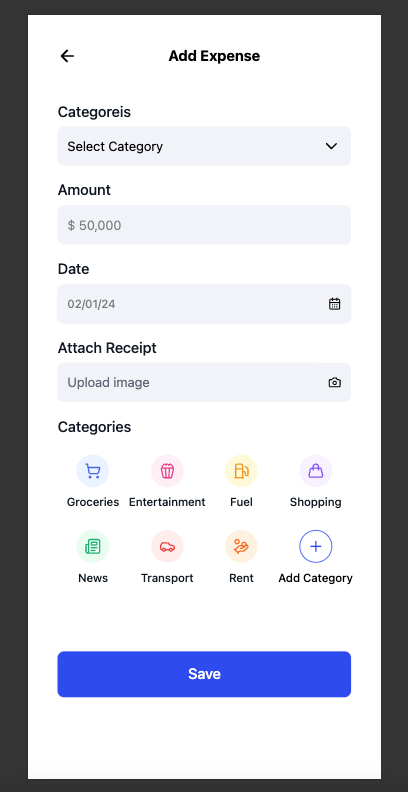 Add Expense
Categoreis
Select Category
Amount
$ 50,000
Date
02/01/24
Attach Receipt
Upload image
Categories
Groceries Entertainment Fuel Shopping
News Transport Rent Add Category
Save